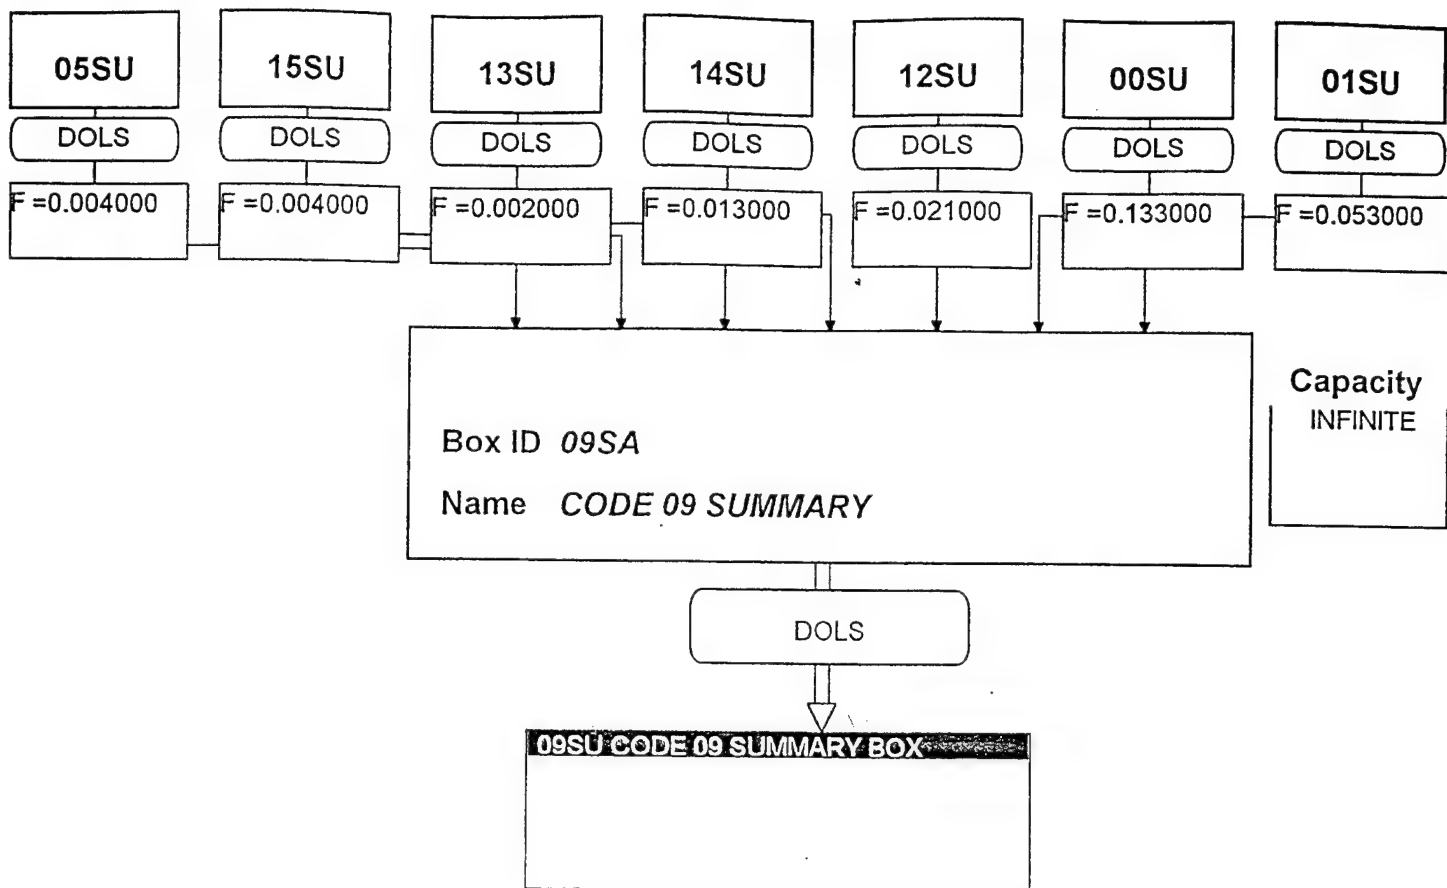 05SU 15SU 13SU 14SU 12SU 00SU 01SU
DOLS DOLS DOLS DOLS DOLS DOLS DOLS
F =0.004000 F =0.004000 F =0.002000 F =0.013000 F =0.021000 F =0.133000 F =0.053000
Capacity
INFINITE
Box ID 09SA
Name CODE 09 SUMMARY
DOLS
09SU CODE 09 SUMMARY BOX